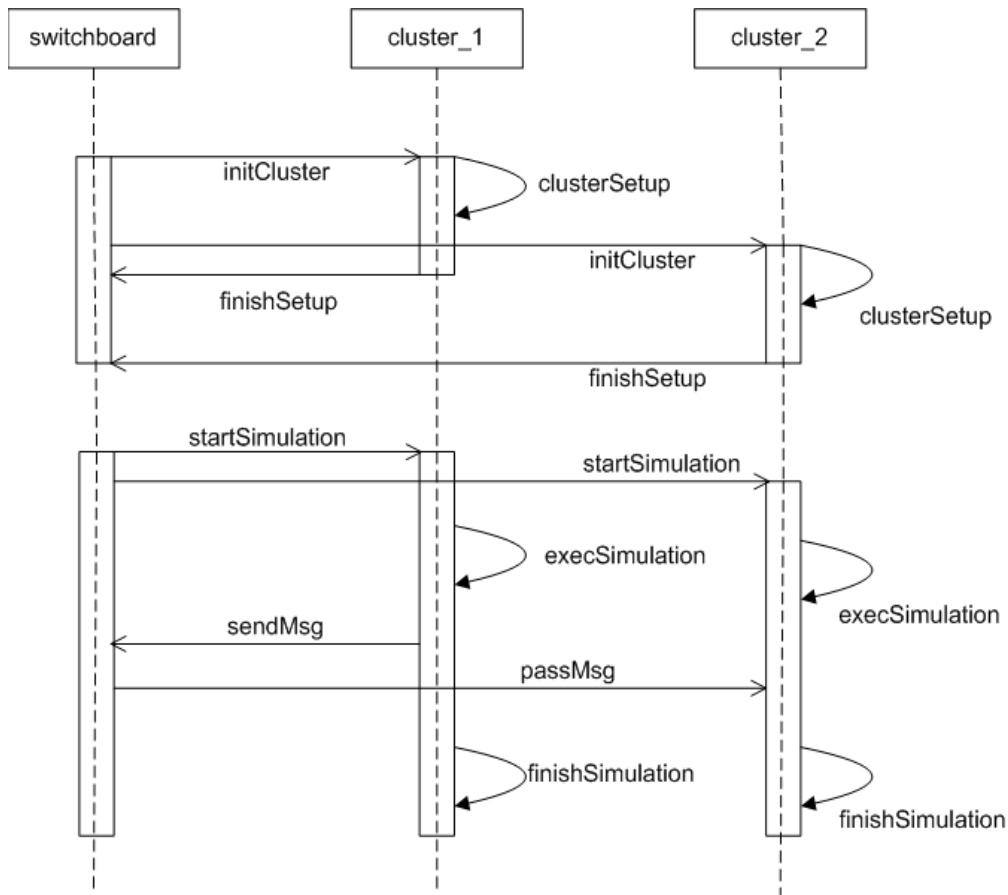 switchboard
cluster_1
cluster_2
initCluster
clusterSetup
initCluster
finishSetup
clusterSetup
finishSetup
startSimulation
startSimulation
execSimulation
execSimulation
sendMsg
passMsg
finishSimulation
finishSimulation